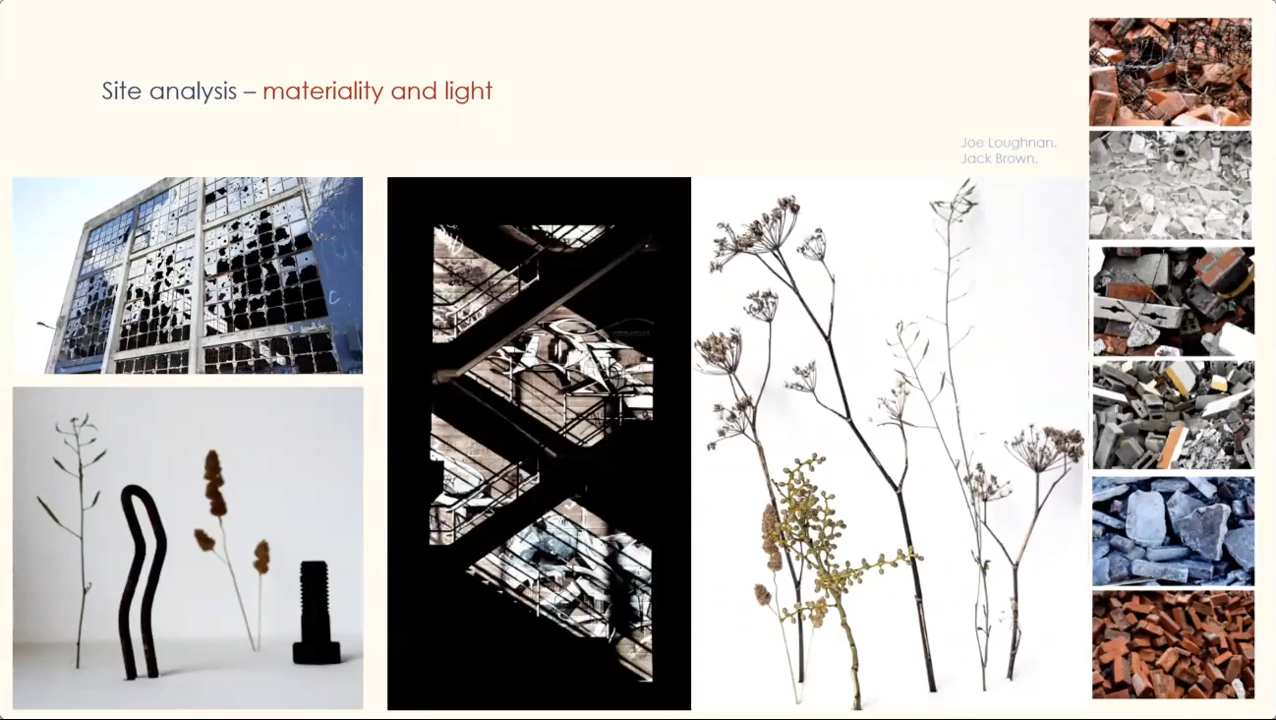 Site analysis – materiality and light
Joe Loughnan.
Jack Brown.